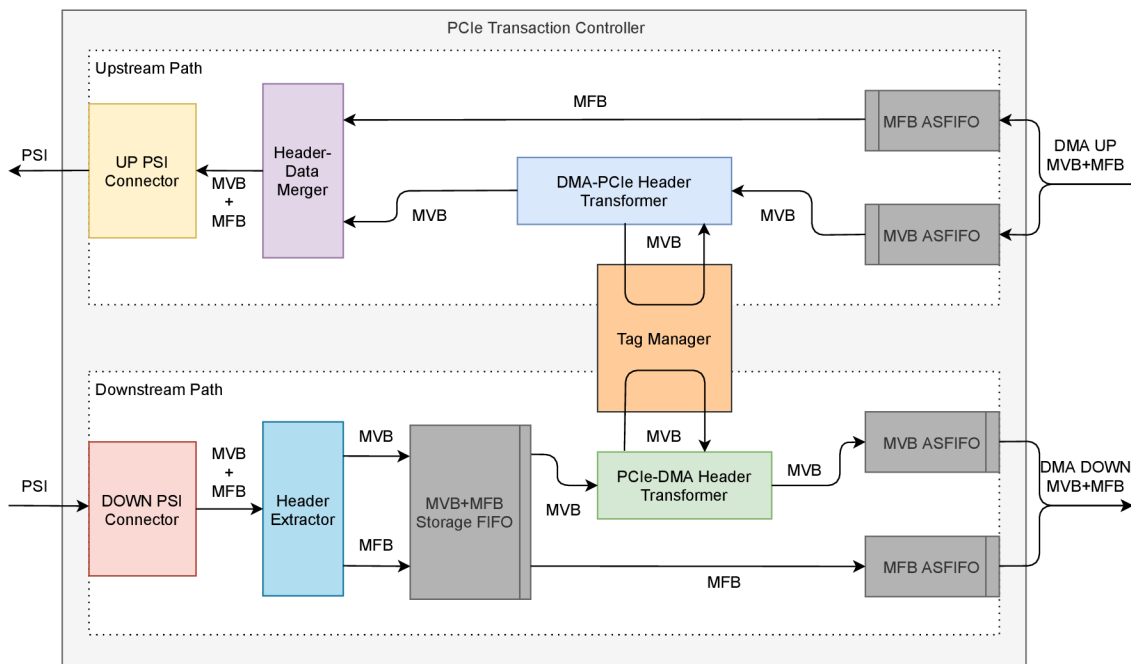 PCIe Transaction Controller
Upstream Path
MFB
MFB ASFIFO
DMA UP
MVB+MFB
PSI
UP PSI
Connector
MVB
+
MFB
Header-
Data
Merger
MVB
DMA-PCIe Header
Transformer
MVB
MVB ASFIFO
MVB
Tag Manager
Downstream Path
MVB
PSI
DOWN PSI
Connector
MVB
+
MFB
Header
Extractor
MVB
MFB
MVB+MFB
Storage FIFO
MVB
PCIe-DMA Header
Transformer
MVB
MVB ASFIFO
MFB
MFB ASFIFO
DMA DOWN
MVB+MFB